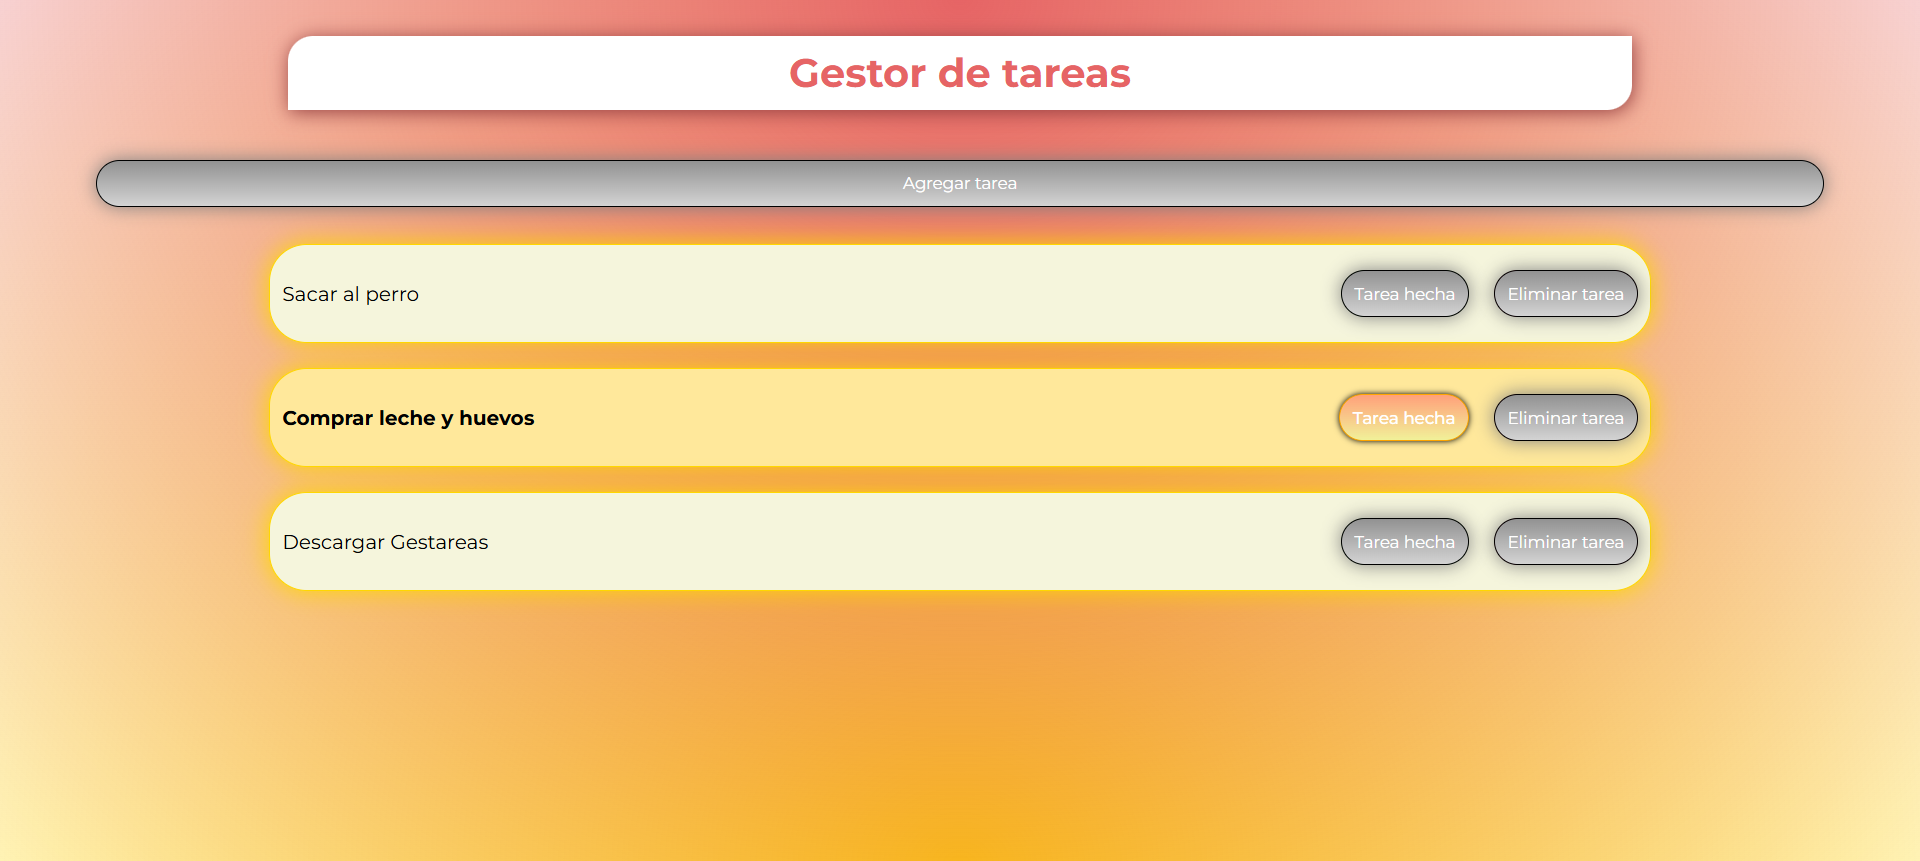 Gestor de tareas
Agregar tarea
Sacar al perro Tarea hecha Eliminar tarea
Comprar leche y huevos Tarea hecha Eliminar tarea
Descargar Gestareas Tarea hecha Eliminar tarea